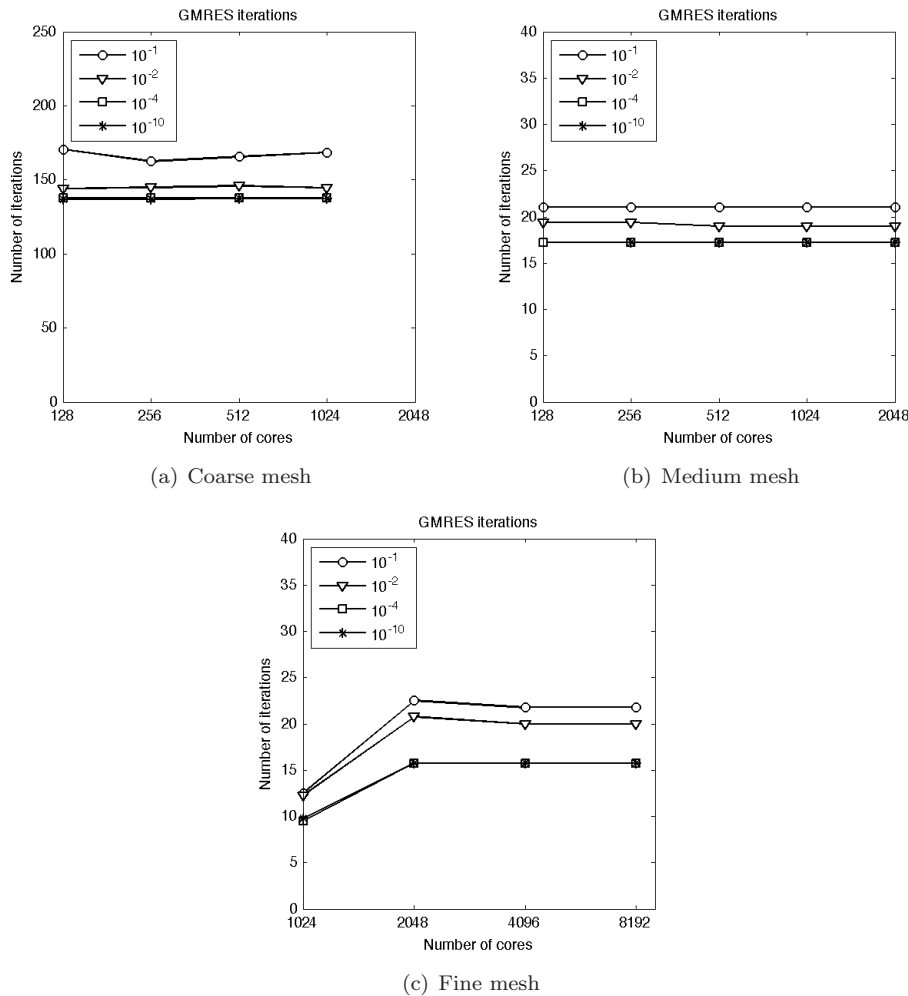 GMRES iterations
250
200
150
100
50
0
10⁻¹
10⁻²
10⁻⁴
10⁻¹⁰
Number of iterations
128 256 512 1024 2048
Number of cores
(a) Coarse mesh
GMRES iterations
40
35
30
25
20
15
10
5
0
10⁻¹
10⁻²
10⁻⁴
10⁻¹⁰
Number of iterations
128 256 512 1024 2048
Number of cores
(b) Medium mesh
GMRES iterations
40
35
30
25
20
15
10
5
0
10⁻¹
10⁻²
10⁻⁴
10⁻¹⁰
Number of iterations
1024 2048 4096 8192
Number of cores
(c) Fine mesh